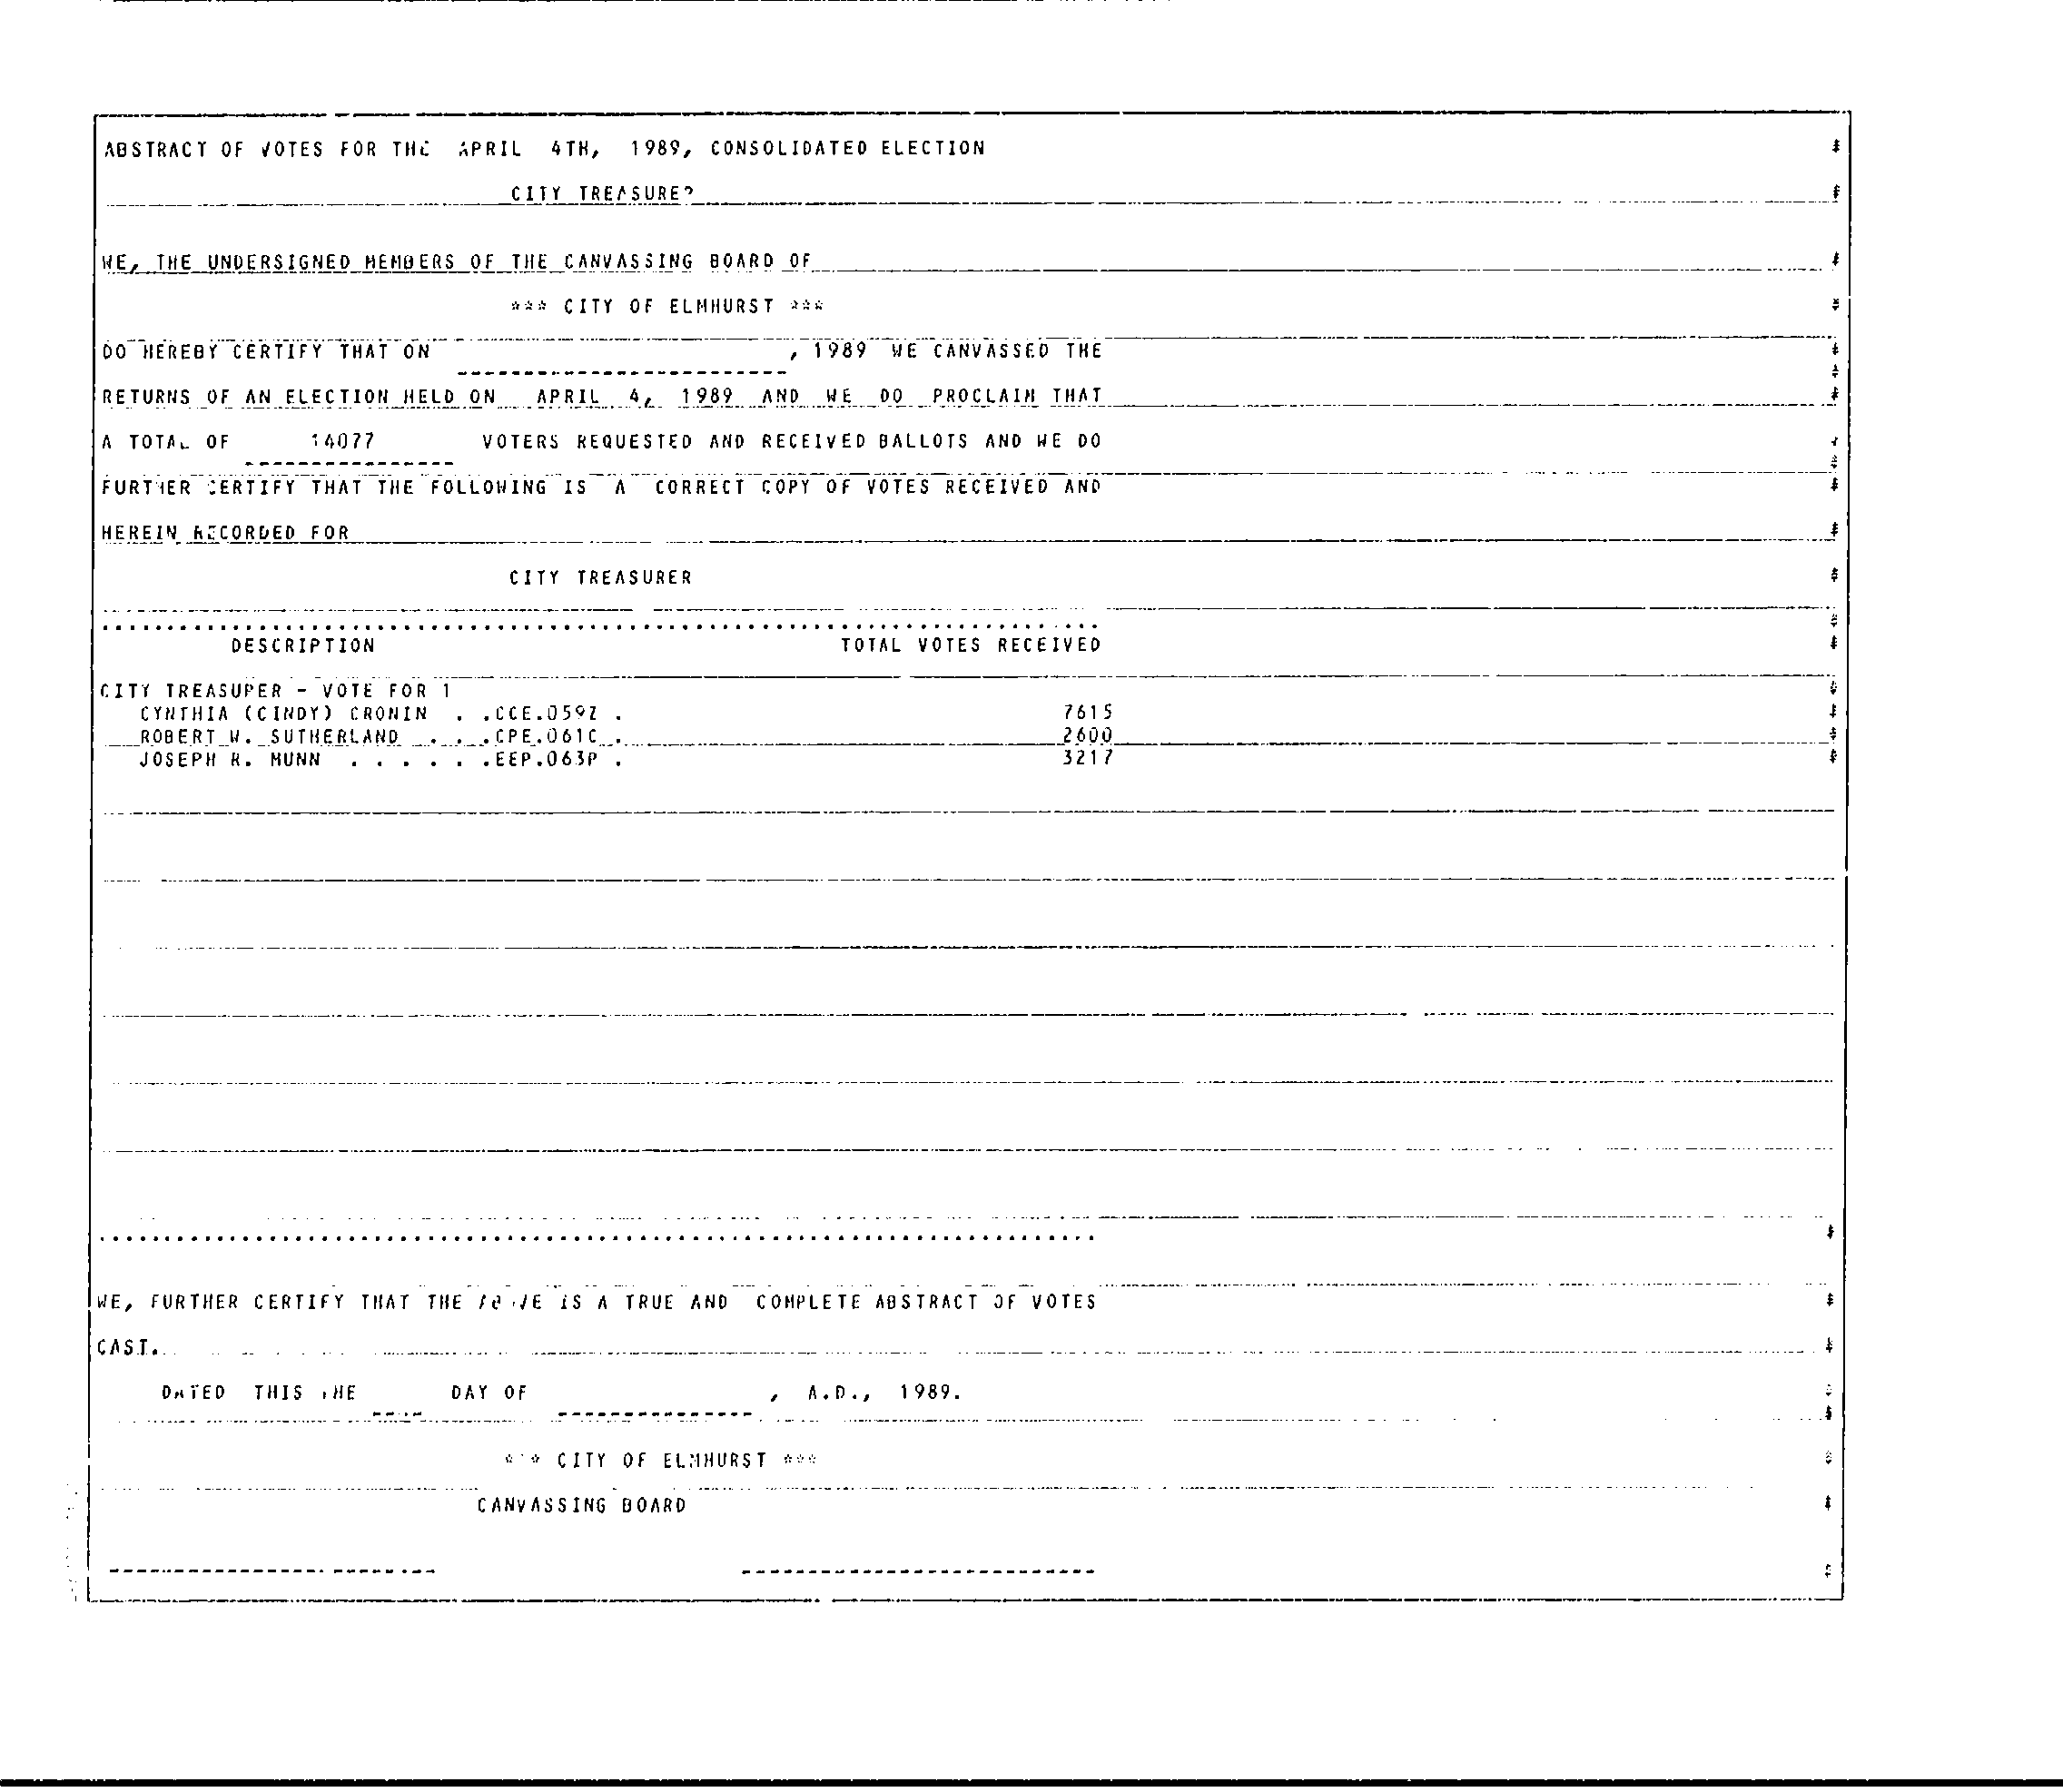 ABSTRACT OF VOTES FOR THE APRIL 4TH, 1989, CONSOLIDATED ELECTION
CITY TREASURER
WE, THE UNDERSIGNED MEMBERS OF THE CANVASSING BOARD OF
*** CITY OF ELMHURST ***
DO HEREBY CERTIFY THAT ON , 1989 WE CANVASSED THE
RETURNS OF AN ELECTION HELD ON APRIL 4, 1989 AND WE DO PROCLAIM THAT
A TOTAL OF 14077 VOTERS REQUESTED AND RECEIVED BALLOTS AND WE DO
FURTHER CERTIFY THAT THE FOLLOWING IS A CORRECT COPY OF VOTES RECEIVED AND
HEREIN RECORDED FOR
CITY TREASURER
DESCRIPTION TOTAL VOTES RECEIVED
CITY TREASURER - VOTE FOR 1
CYNTHIA (CINDY) CRONIN . .CCE.059Z . 7615
ROBERT W. SUTHERLAND . . .CPE.061C . 2600
JOSEPH R. MUNN . . . . . .EEP.063P . 3217
WE, FURTHER CERTIFY THAT THE ABOVE IS A TRUE AND COMPLETE ABSTRACT OF VOTES
CAST.
DATED THIS THE DAY OF , A.D., 1989.
*** CITY OF ELMHURST ***
CANVASSING BOARD